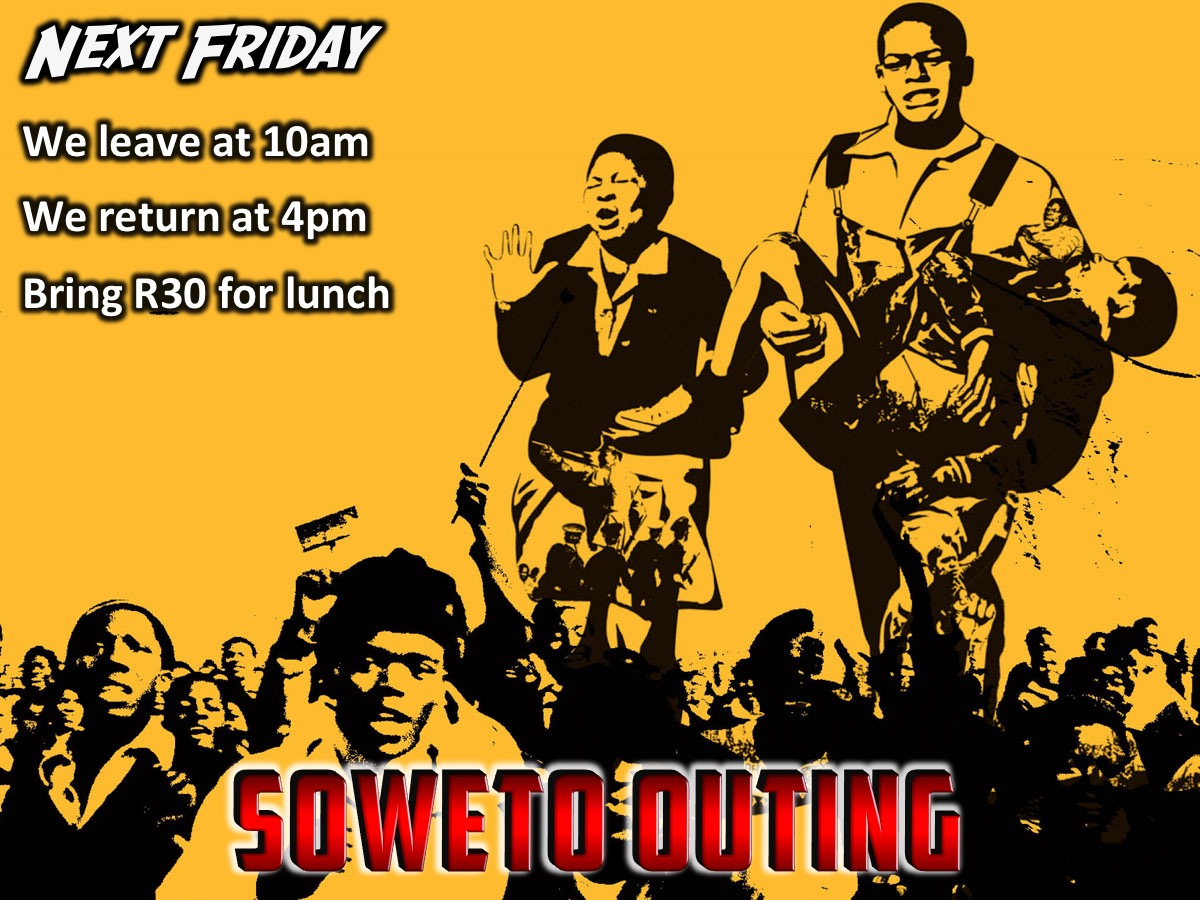 Next Friday
We leave at 10am
We return at 4pm
Bring R30 for lunch
SOWETO OUTING